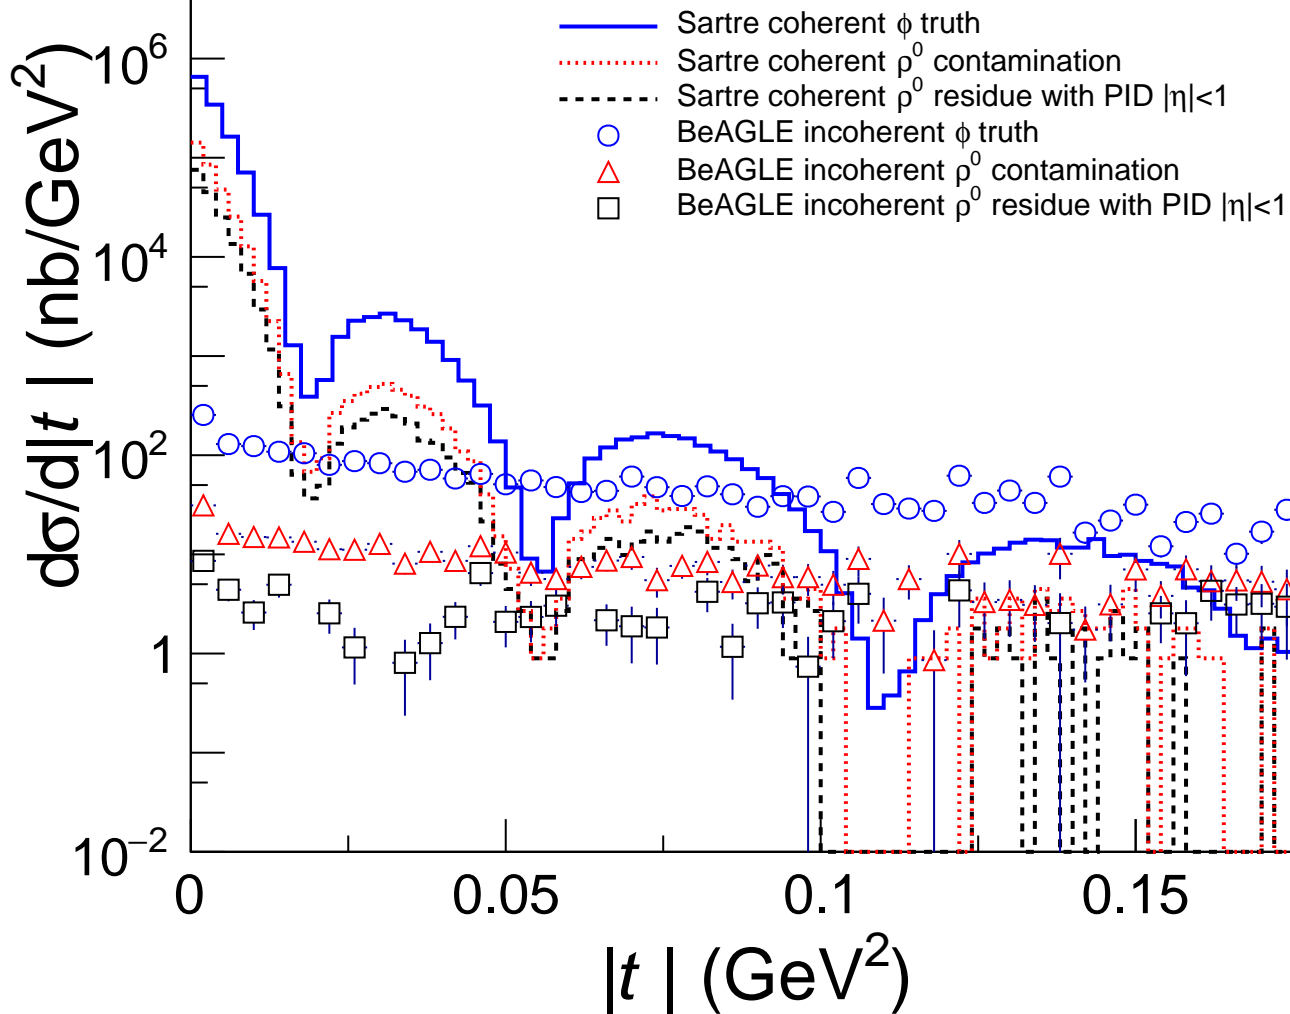 Sartre coherent ϕ truth
Sartre coherent ρ⁰ contamination
Sartre coherent ρ⁰ residue with PID |η|<1
BeAGLE incoherent ϕ truth
BeAGLE incoherent ρ⁰ contamination
BeAGLE incoherent ρ⁰ residue with PID |η|<1
dσ/d|t | (nb/GeV²)
10⁶
10⁴
10²
1
10⁻²
0 0.05 0.1 0.15
|t | (GeV²)